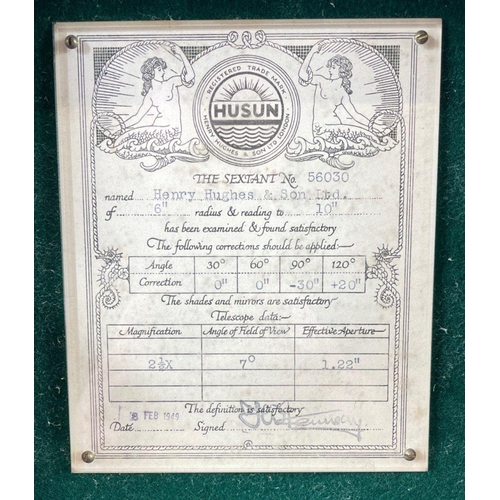 REGISTERED TRADE MARK
HUSUN
HENRY HUGHES & SON LTD LONDON
THE SEXTANT No. 56030
named Henry Hughes & Son Ltd.
of 6" radius & reading to 10"
has been examined & found satisfactory
The following corrections should be applied:-
Angle 30° 60° 90° 120°
Correction 0" 0" -30" +20"
The shades and mirrors are satisfactory
Telescope data:-
Magnification Angle of Field of View Effective Aperture
2½X 7° 1.22"
The definition is satisfactory
8 FEB 1949
Date Signed